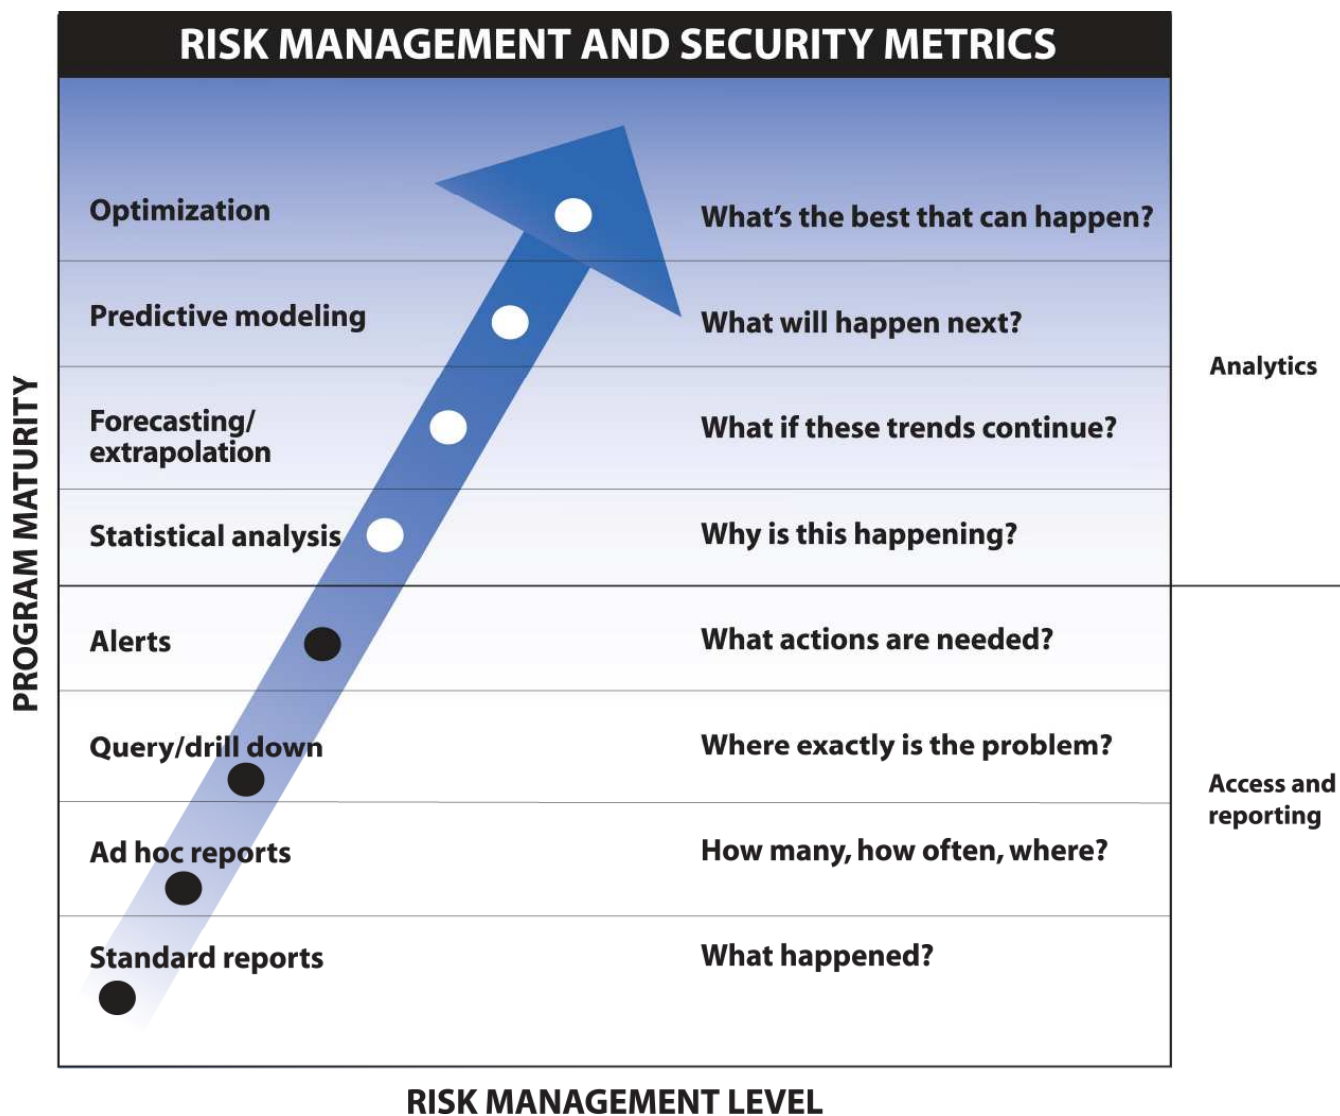 RISK MANAGEMENT AND SECURITY METRICS
Optimization
What's the best that can happen?
Predictive modeling
What will happen next?
Analytics
Forecasting/
extrapolation
What if these trends continue?
Statistical analysis
Why is this happening?
PROGRAM MATURITY
Alerts
What actions are needed?
Query/drill down
Where exactly is the problem?
Access and
reporting
Ad hoc reports
How many, how often, where?
Standard reports
What happened?
RISK MANAGEMENT LEVEL